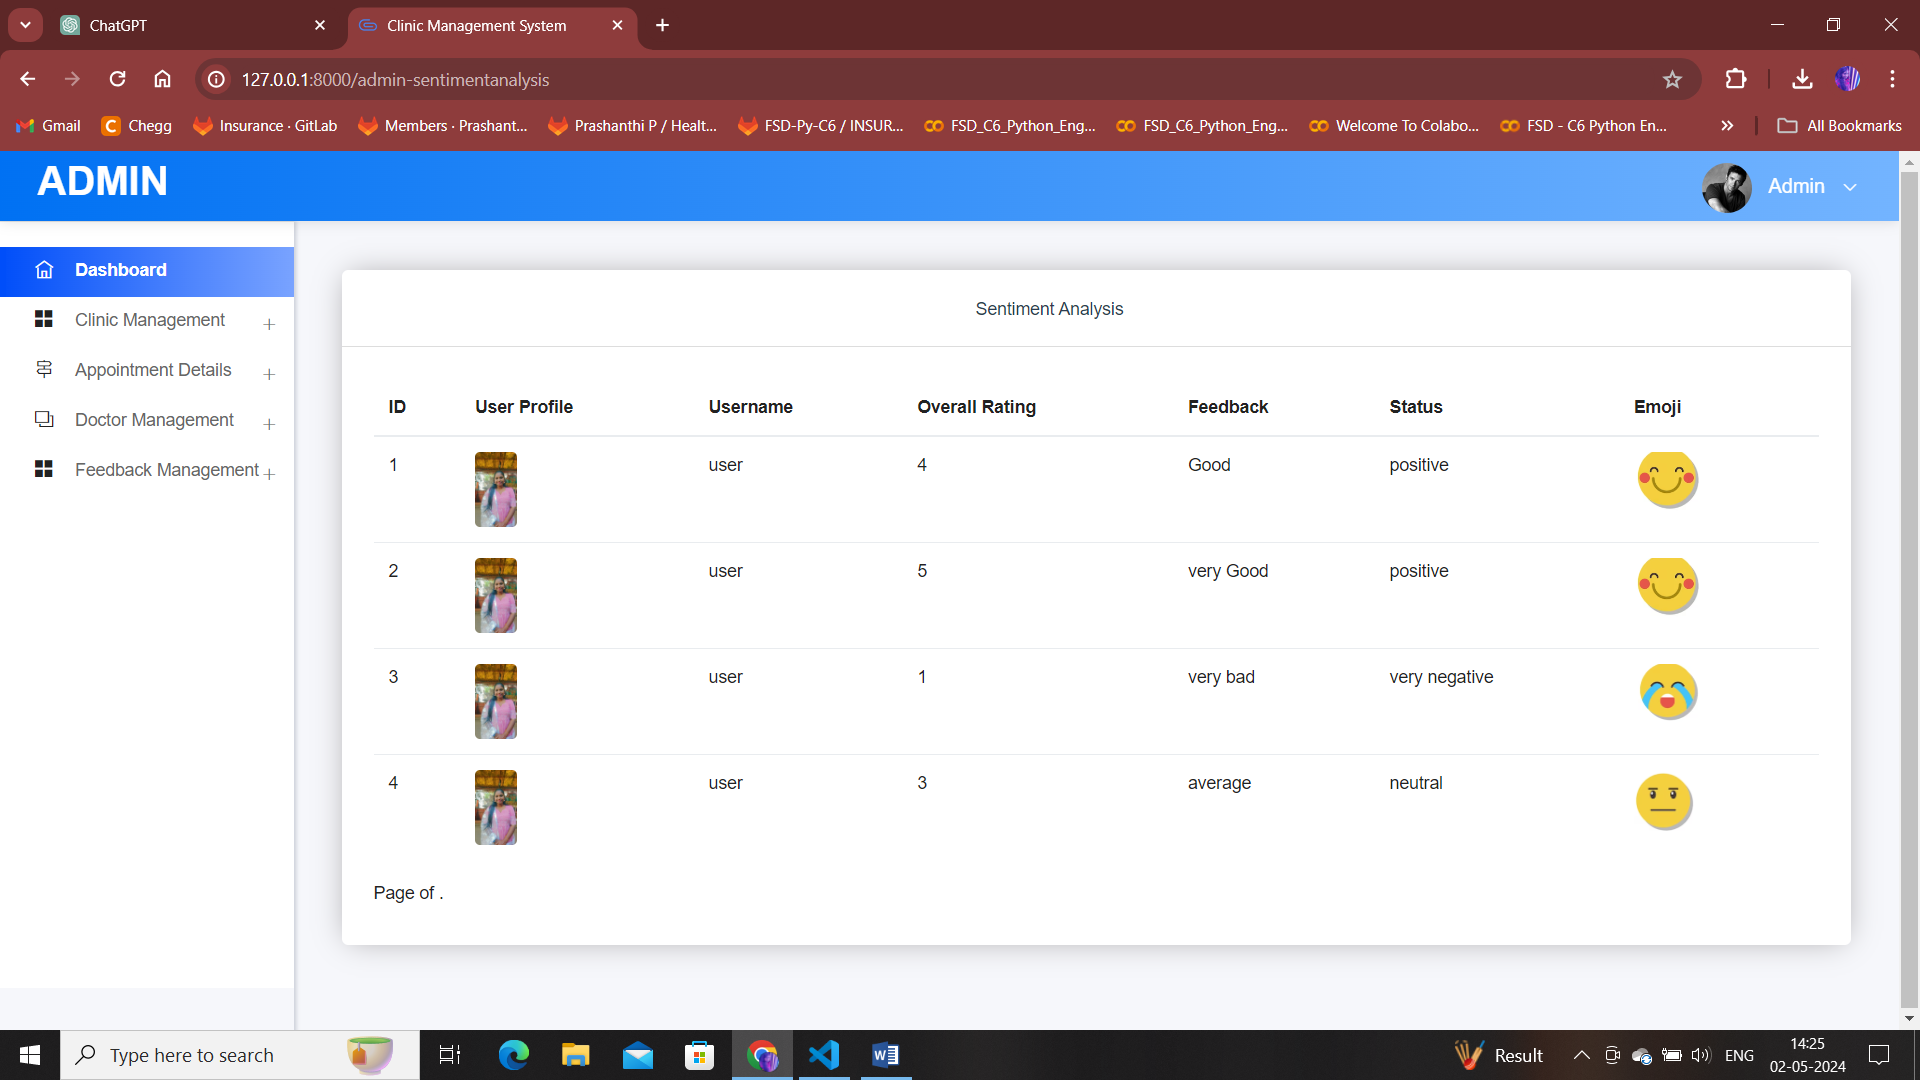 ChatGPT
Clinic Management System
127.0.0.1:8000/admin-sentimentanalysis
Gmail
Chegg
Insurance · GitLab
Members · Prashant...
Prashanthi P / Healt...
FSD-Py-C6 / INSUR...
FSD_C6_Python_Eng...
FSD_C6_Python_Eng...
Welcome To Colabo...
FSD - C6 Python En...
All Bookmarks
ADMIN
Admin
Dashboard
Clinic Management
Appointment Details
Doctor Management
Feedback Management
Sentiment Analysis
ID User Profile Username Overall Rating Feedback Status Emoji
1 user 4 Good positive
2 user 5 very Good positive
3 user 1 very bad very negative
4 user 3 average neutral
Page of .
Type here to search
Result
ENG
14:25
02-05-2024